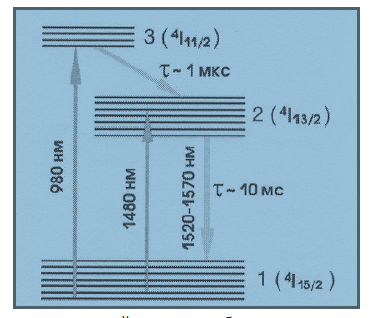 3 (⁴I₁₁/₂)
τ ~ 1 мкс
2 (⁴I₁₃/₂)
980 нм
1480 нм
1520-1570 нм
τ ~ 10 мс
1 (⁴I₁₅/₂)